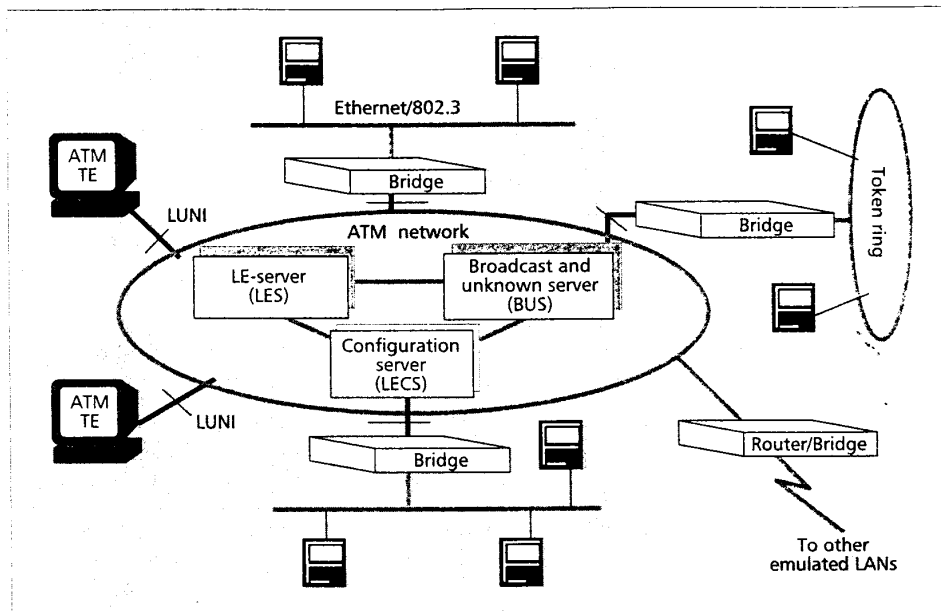 Ethernet/802.3
ATM
TE
Bridge
LUNI
ATM network
Bridge
Token ring
LE-server
(LES)
Broadcast and
unknown server
(BUS)
Configuration
server
(LECS)
ATM
TE
LUNI
Bridge
Router/Bridge
To other
emulated LANs